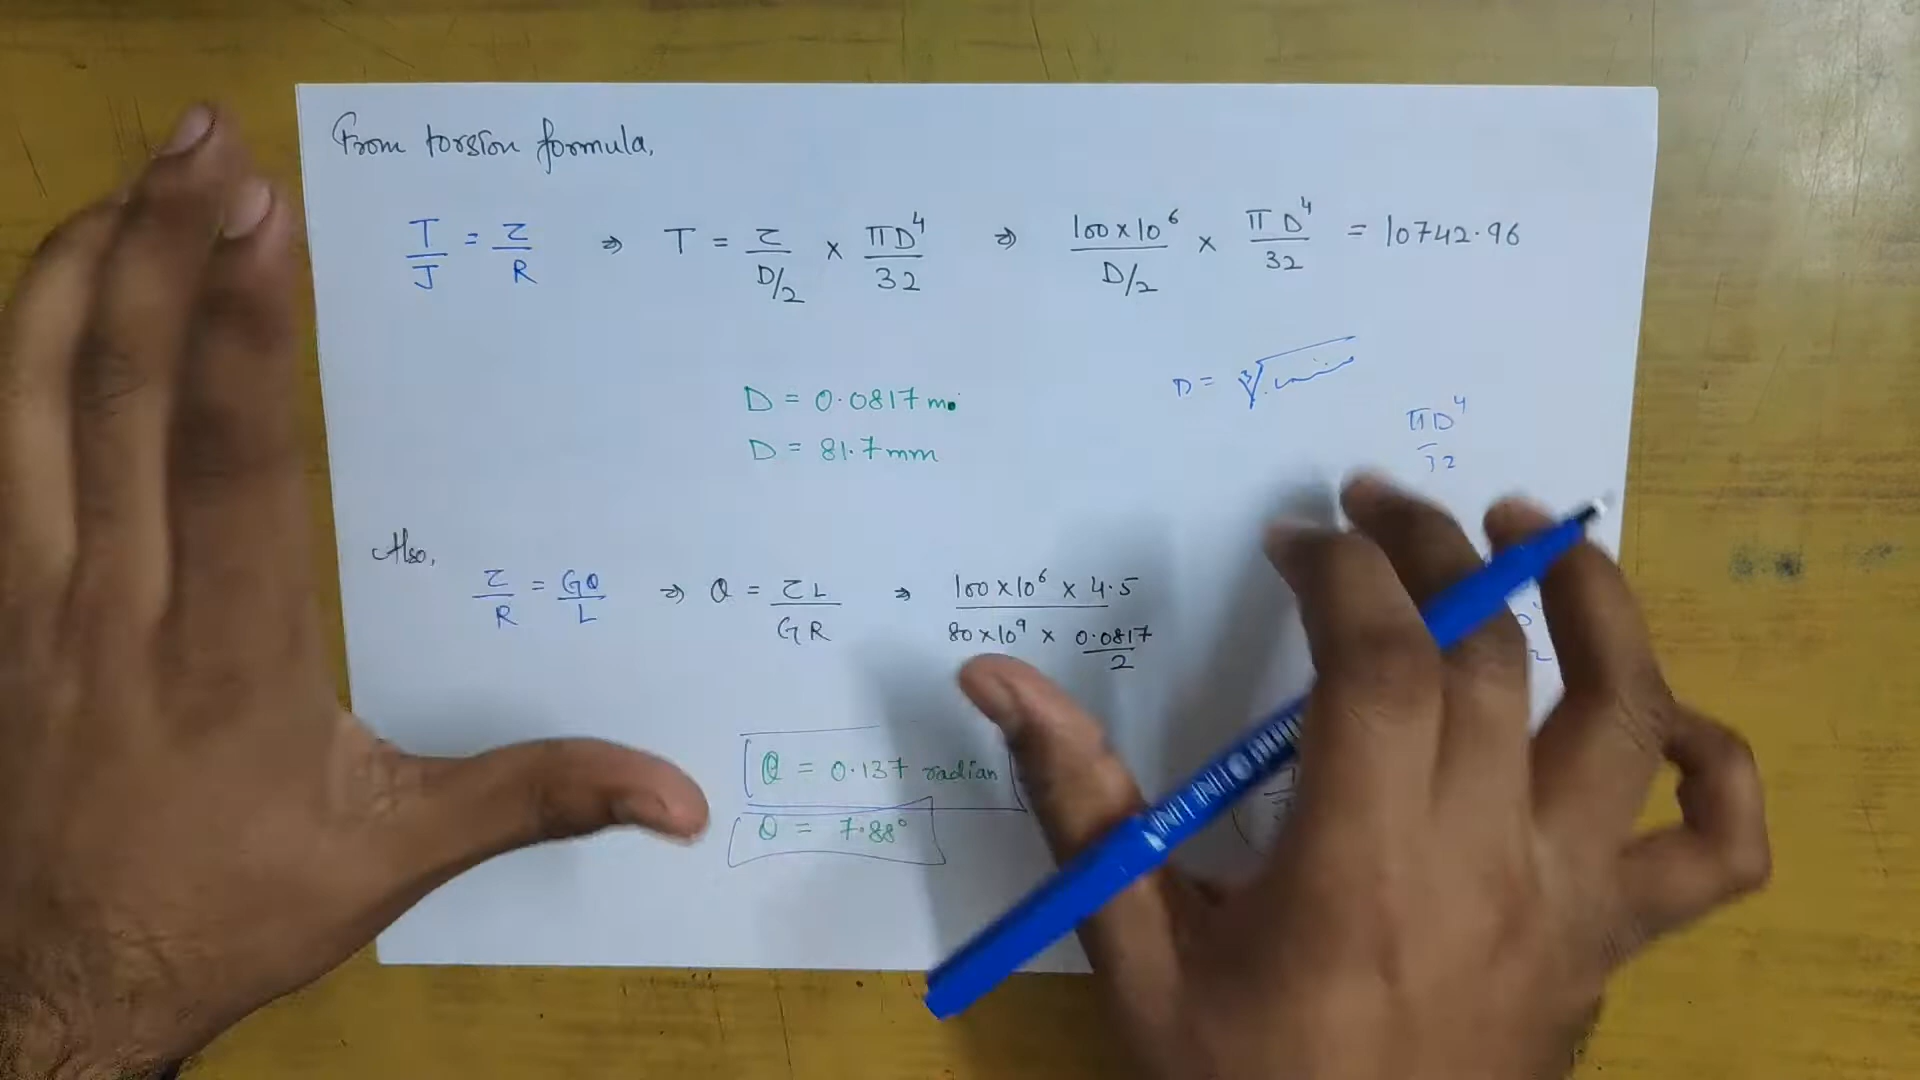 From torsion formula,
T/J = τ/R ⇒ T = τ/(D/2) × πD⁴/32 ⇒ 100×10⁶/(D/2) × πD⁴/32 = 10742.96
D = 0.0817 m.
D = ³√
D = 81.7 mm
πD⁴/32
Also,
τ/R = Gθ/L ⇒ θ = τL/GR ⇒ 100×10⁶ × 4.5 / 80×10⁹ × 0.0817/2
θ = 0.137 radian
θ = 7.88°